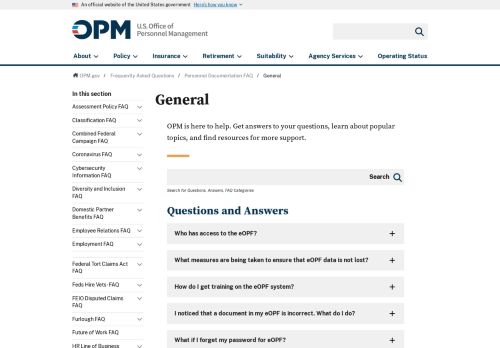 An official website of the United States government Here's how you know
OPM
U.S. Office of
Personnel Management
Search
About
Policy
Insurance
Retirement
Suitability
Agency Services
Operating Status
OPM.gov / Frequently Asked Questions / Personnel Documentation FAQ / General
In this section
Assessment Policy FAQ
Classification FAQ
Combined Federal
Campaign FAQ
Coronavirus FAQ
Cybersecurity
Information FAQ
Diversity and Inclusion
FAQ
Domestic Partner
Benefits FAQ
Employee Relations FAQ
Employment FAQ
Federal Tort Claims Act
FAQ
Feds Hire Vets- FAQ
FEIO Disputed Claims
FAQ
Furlough FAQ
Future of Work FAQ
HR Line of Business
General
OPM is here to help. Get answers to your questions, learn about popular
topics, and find resources for more support.
Search
Search for Questions, Answers, FAQ Categories
Questions and Answers
Who has access to the eOPF?
What measures are being taken to ensure that eOPF data is not lost?
How do I get training on the eOPF system?
I noticed that a document in my eOPF is incorrect. What do I do?
What if I forget my password for eOPF?